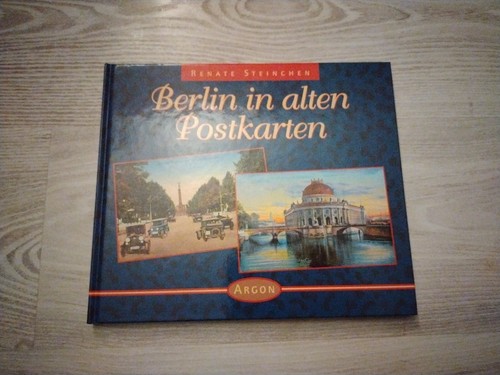 RENATE STEINCHEN
Berlin in alten
Postkarten
ARGON